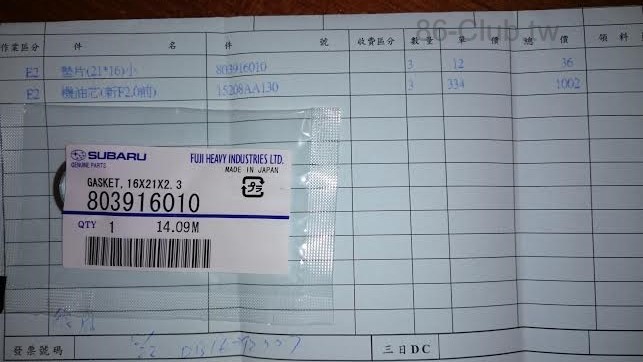 86-Club.tw
作業區分 件 名 件 號 收費區分 數量 單 價 總 價 領 料
E2 墊片(21*16)小 803916010 3 12 36
E2 機油芯(新F2.0前) 15208AA130 3 334 1002
SUBARU FUJI HEAVY INDUSTRIES LTD.
GENUINE PARTS MADE IN JAPAN
GASKET, 16X21X2. 3 プラ
803916010
QTY 1 14.09M
發票號碼 三日DC